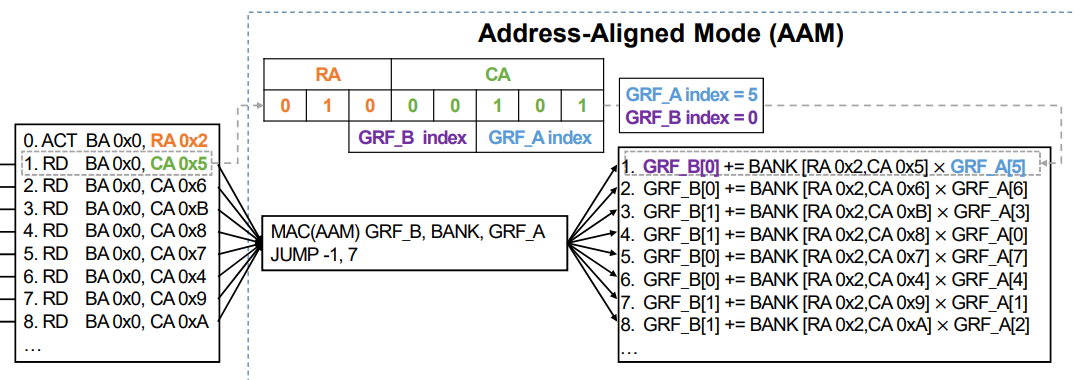 Address-Aligned Mode (AAM)
RA CA
0 1 0 0 0 1 0 1
GRF_B index GRF_A index
GRF_A index = 5
GRF_B index = 0
0. ACT BA 0x0, RA 0x2
1. RD BA 0x0, CA 0x5
2. RD BA 0x0, CA 0x6
3. RD BA 0x0, CA 0xB
4. RD BA 0x0, CA 0x8
5. RD BA 0x0, CA 0x7
6. RD BA 0x0, CA 0x4
7. RD BA 0x0, CA 0x9
8. RD BA 0x0, CA 0xA
...
MAC(AAM) GRF_B, BANK, GRF_A
JUMP -1, 7
1. GRF_B[0] += BANK [RA 0x2,CA 0x5] × GRF_A[5]
2. GRF_B[0] += BANK [RA 0x2,CA 0x6] × GRF_A[6]
3. GRF_B[1] += BANK [RA 0x2,CA 0xB] × GRF_A[3]
4. GRF_B[1] += BANK [RA 0x2,CA 0x8] × GRF_A[0]
5. GRF_B[0] += BANK [RA 0x2,CA 0x7] × GRF_A[7]
6. GRF_B[0] += BANK [RA 0x2,CA 0x4] × GRF_A[4]
7. GRF_B[1] += BANK [RA 0x2,CA 0x9] × GRF_A[1]
8. GRF_B[1] += BANK [RA 0x2,CA 0xA] × GRF_A[2]
...